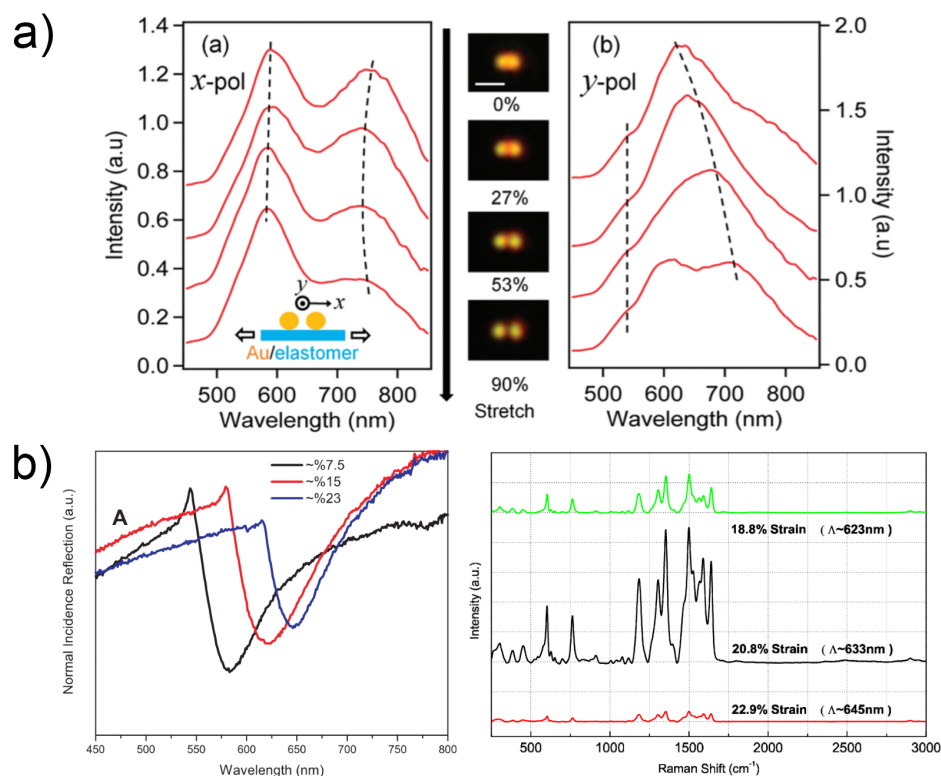 a)
(a)
x-pol
Intensity (a.u)
1.4
1.2
1.0
0.8
0.6
0.4
0.2
0.0
y
x
Au/elastomer
500
600
700
800
Wavelength (nm)
0%
27%
53%
90%
Stretch
(b)
y-pol
2.0
1.5
1.0
0.5
0.0
Intensity (a.u)
500
600
700
800
Wavelength (nm)
b)
A
~%7.5
~%15
~%23
Normal Incidence Reflection (a.u.)
450
500
550
600
650
700
750
800
Wavelength (nm)
Intensity (a.u.)
18.8% Strain (Λ~623nm)
20.8% Strain (Λ~633nm)
22.9% Strain (Λ~645nm)
500
1000
1500
2000
2500
3000
Raman Shift (cm⁻¹)